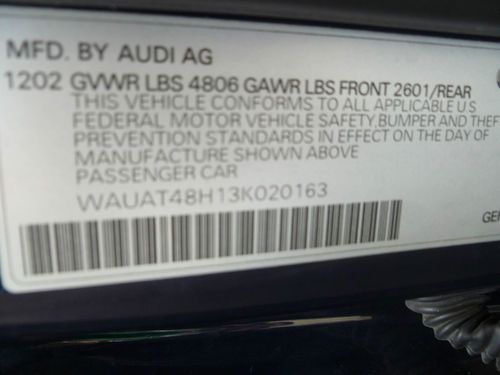 MFD. BY AUDI AG
1202 GVWR LBS 4806 GAWR LBS FRONT 2601/REAR
THIS VEHICLE CONFORMS TO ALL APPLICABLE U.S
FEDERAL MOTOR VEHICLE SAFETY,BUMPER AND THEFT
PREVENTION STANDARDS IN EFFECT ON THE DAY OF
MANUFACTURE SHOWN ABOVE
PASSENGER CAR
WAUAT48H13K020163
GE